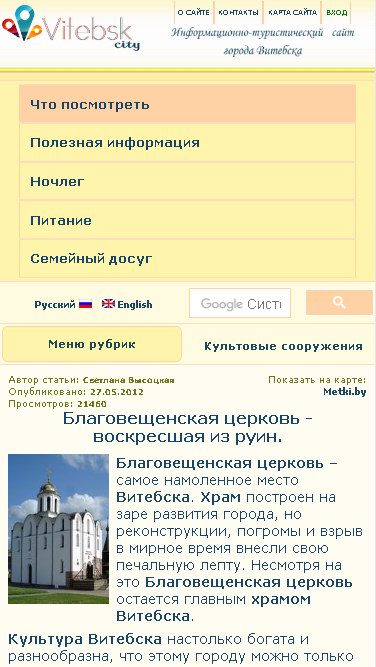 Vitebsk
city
О САЙТЕ КОНТАКТЫ КАРТА САЙТА ВХОД
Информационно-туристический сайт
города Витебска
Что посмотреть
Полезная информация
Ночлег
Питание
Семейный досуг
Русский English
Google Систе
Меню рубрик
Культовые сооружения
Автор статьи: Светлана Высоцкая
Опубликовано: 27.05.2012
Просмотров: 21460
Показать на карте:
Metki.by
Благовещенская церковь -
воскресшая из руин.
Благовещенская церковь –
самое намоленное место
Витебска. Храм построен на
заре развития города, но
реконструкции, погромы и взрыв
в мирное время внесли свою
печальную лепту. Несмотря на
это Благовещенская церковь
остается главным храмом
Витебска.
Культура Витебска настолько богата и
разнообразна, что этому городу можно только